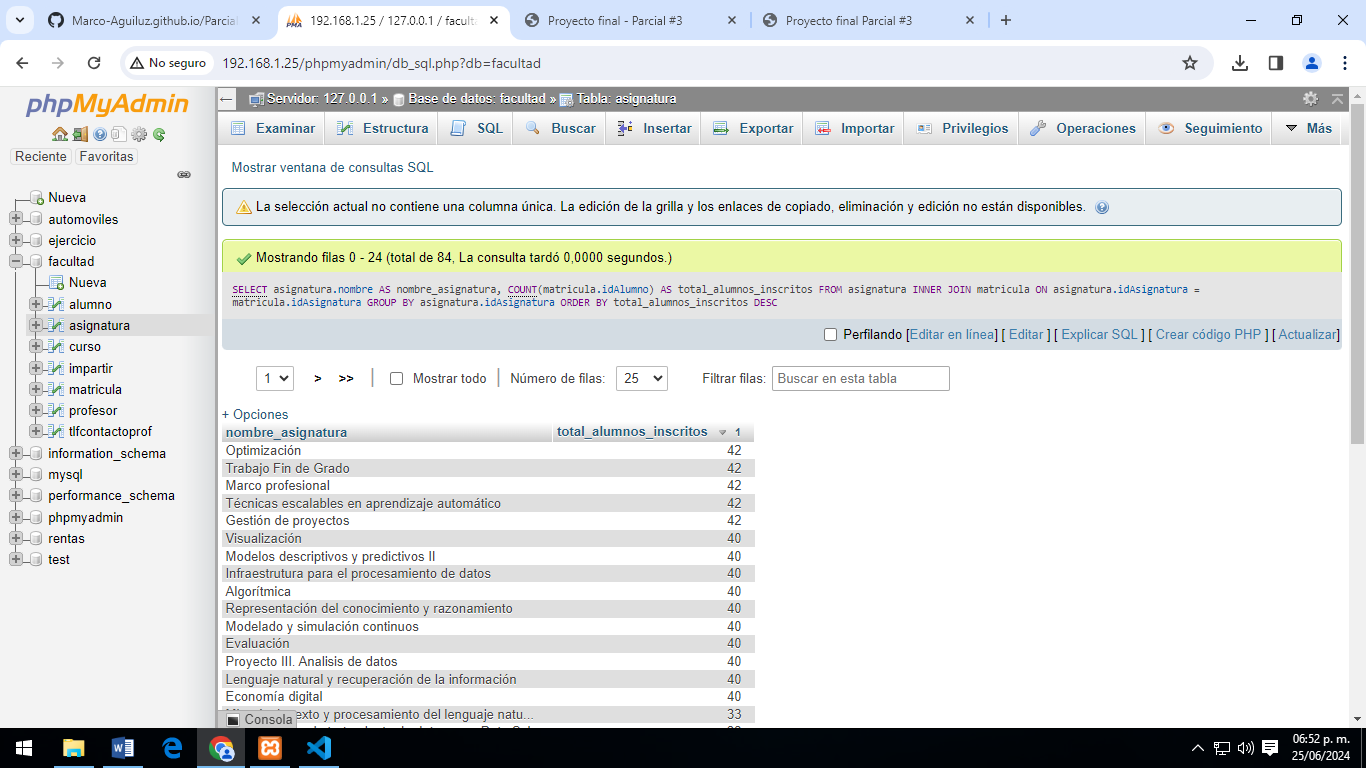 Marco-Aguiluz.github.io/Parcial
192.168.1.25 / 127.0.0.1 / faculta
Proyecto final - Parcial #3
Proyecto final Parcial #3
No seguro
192.168.1.25/phpmyadmin/db_sql.php?db=facultad
phpMyAdmin
Reciente
Favoritas
Nueva
automoviles
ejercicio
facultad
Nueva
alumno
asignatura
curso
impartir
matricula
profesor
tlfcontactoprof
information_schema
mysql
performance_schema
phpmyadmin
rentas
test
Servidor: 127.0.0.1 » Base de datos: facultad » Tabla: asignatura
Examinar Estructura SQL Buscar Insertar Exportar Importar Privilegios Operaciones Seguimiento Más
Mostrar ventana de consultas SQL
La selección actual no contiene una columna única. La edición de la grilla y los enlaces de copiado, eliminación y edición no están disponibles.
Mostrando filas 0 - 24 (total de 84, La consulta tardó 0,0000 segundos.)
SELECT asignatura.nombre AS nombre_asignatura, COUNT(matricula.idAlumno) AS total_alumnos_inscritos FROM asignatura INNER JOIN matricula ON asignatura.idAsignatura =
matricula.idAsignatura GROUP BY asignatura.idAsignatura ORDER BY total_alumnos_inscritos DESC
Perfilando [Editar en línea] [ Editar ] [ Explicar SQL ] [ Crear código PHP ] [ Actualizar]
1 > >> | Mostrar todo | Número de filas: 25 Filtrar filas: Buscar en esta tabla
+ Opciones
nombre_asignatura total_alumnos_inscritos 1
Optimización 42
Trabajo Fin de Grado 42
Marco profesional 42
Técnicas escalables en aprendizaje automático 42
Gestión de proyectos 42
Visualización 40
Modelos descriptivos y predictivos II 40
Infraestrutura para el procesamiento de datos 40
Algorítmica 40
Representación del conocimiento y razonamiento 40
Modelado y simulación continuos 40
Evaluación 40
Proyecto III. Analisis de datos 40
Lenguaje natural y recuperación de la información 40
Economía digital 40
texto y procesamiento del lenguaje natu... 33
Consola
06:52 p. m.
25/06/2024